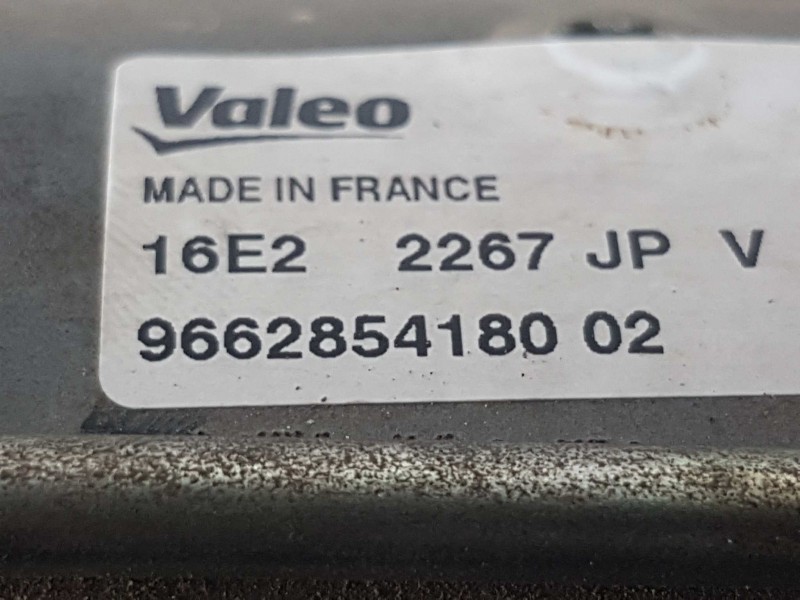 Valeo
MADE IN FRANCE
16E2 2267 JP V
9662854180 02